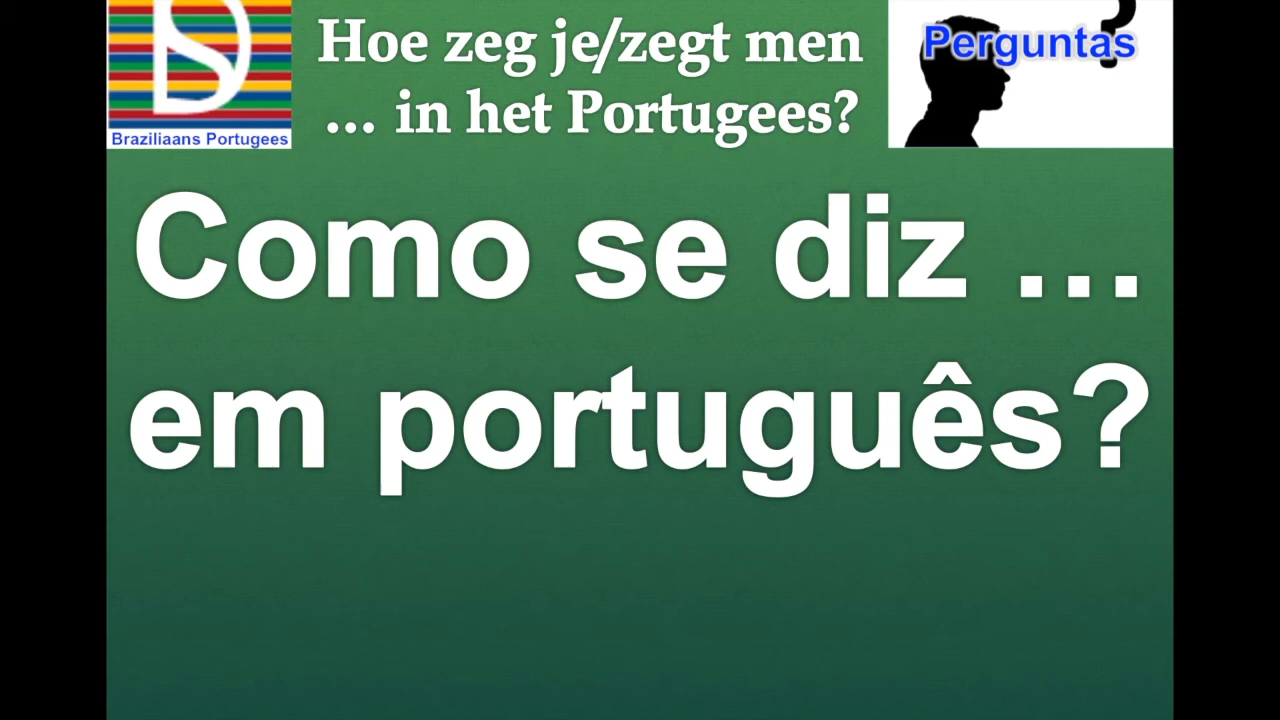 Hoe zeg je/zegt men
... in het Portugees?
Braziliaans Portugees
Perguntas
Como se diz ...
em português?